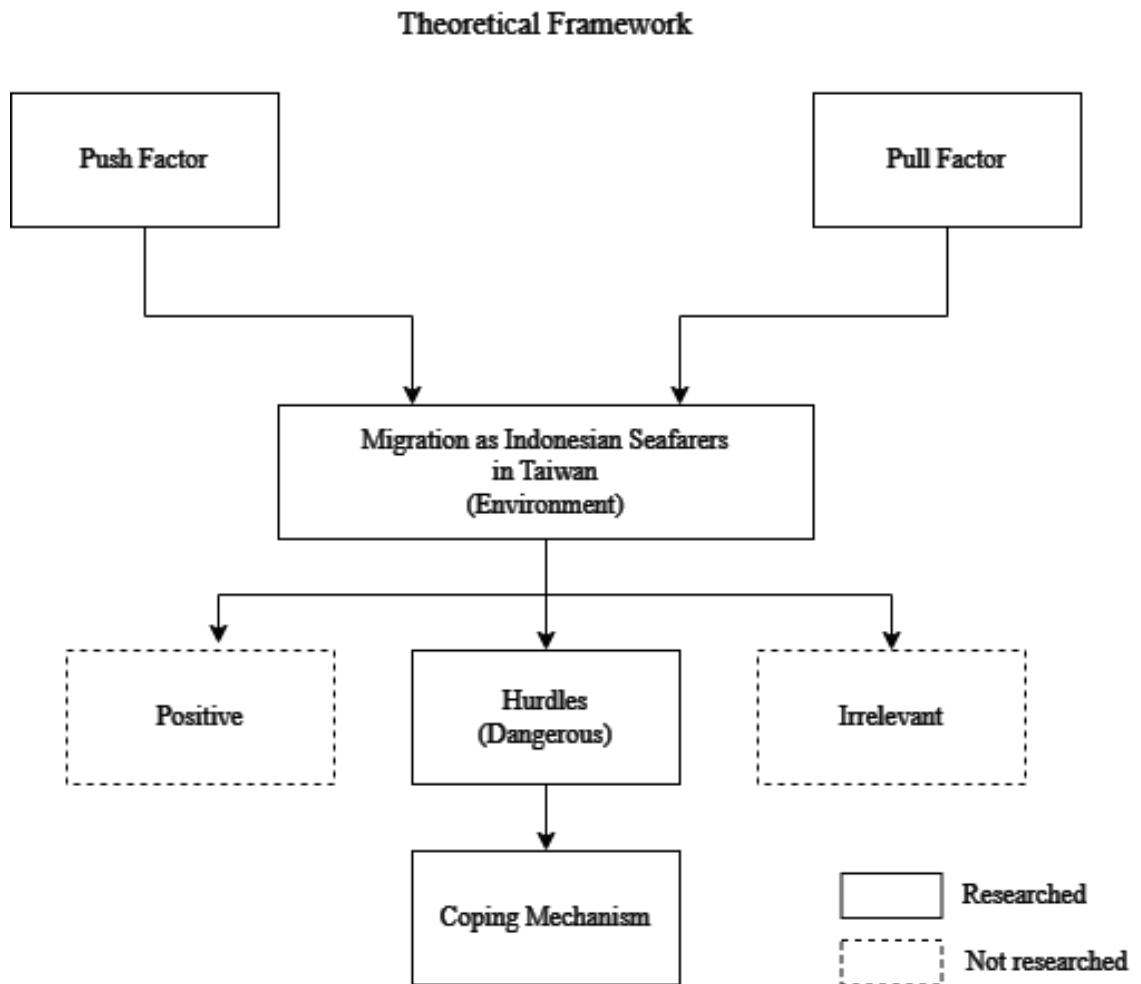 Theoretical Framework
Push Factor
Pull Factor
Migration as Indonesian Seafarers
in Taiwan
(Environment)
Positive
Hurdles
(Dangerous)
Irrelevant
Coping Mechanism
Researched
Not researched